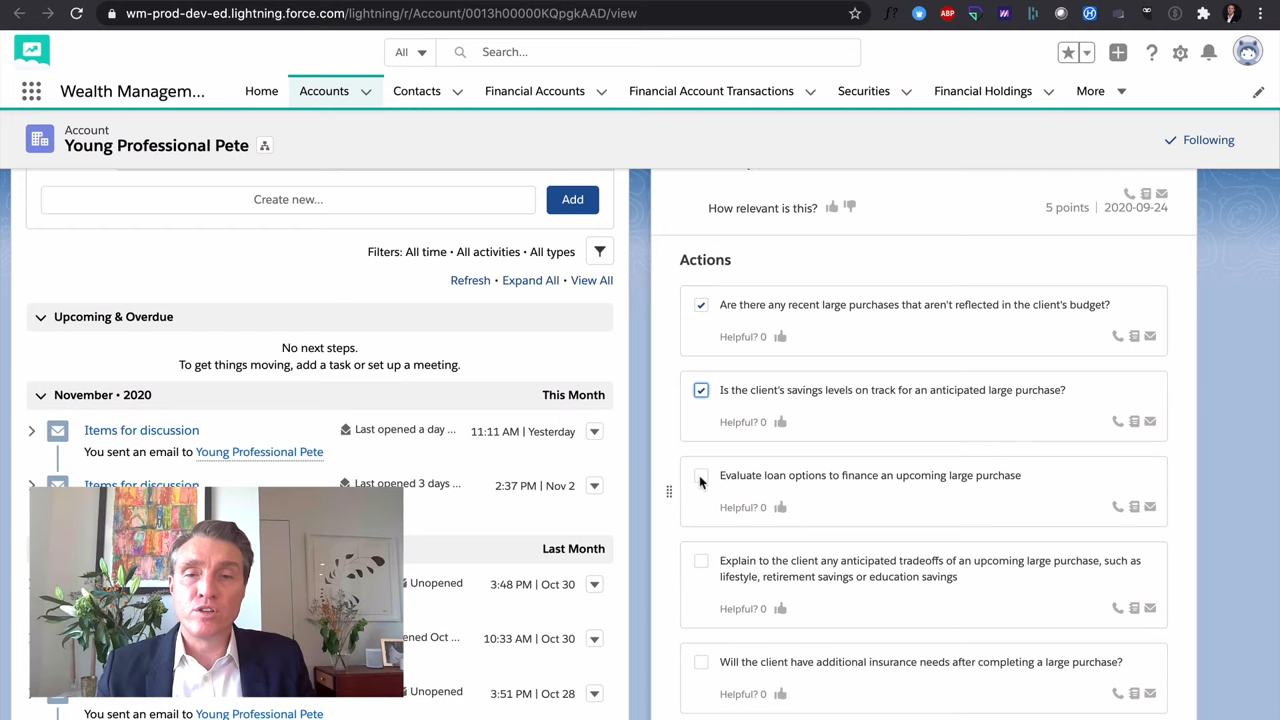 wm-prod-dev-ed.lightning.force.com/lightning/r/Account/0013h00000KQpgkAAD/view
ABP
All
Search...
Wealth Managem...
Home
Accounts
Contacts
Financial Accounts
Financial Account Transactions
Securities
Financial Holdings
More
Account
Young Professional Pete
Following
Create new...
Add
Filters: All time • All activities • All types
Refresh • Expand All • View All
Upcoming & Overdue
No next steps.
To get things moving, add a task or set up a meeting.
November • 2020
This Month
Items for discussion
Last opened a day ...
11:11 AM | Yesterday
You sent an email to Young Professional Pete
Items for discussion
Last opened 3 days ...
2:37 PM | Nov 2
Last Month
Unopened
3:48 PM | Oct 30
ened Oct ...
10:33 AM | Oct 30
Unopened
3:51 PM | Oct 28
You sent an email to Young Professional Pete
How relevant is this?
5 points | 2020-09-24
Actions
Are there any recent large purchases that aren't reflected in the client's budget?
Helpful? 0
Is the client's savings levels on track for an anticipated large purchase?
Helpful? 0
Evaluate loan options to finance an upcoming large purchase
Helpful? 0
Explain to the client any anticipated tradeoffs of an upcoming large purchase, such as
lifestyle, retirement savings or education savings
Helpful? 0
Will the client have additional insurance needs after completing a large purchase?
Helpful? 0